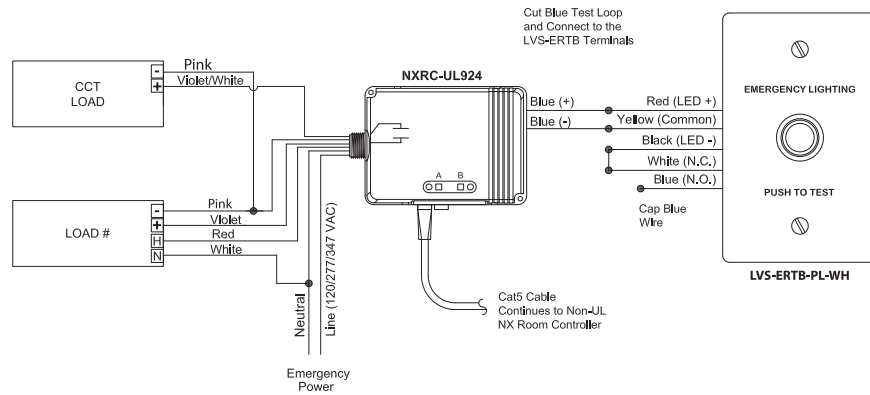 Cut Blue Test Loop
and Connect to the
LVS-ERTB Terminals
CCT
LOAD
-
+
Pink
Violet/White
NXRC-UL924
A B
Blue (+)
Blue (-)
Red (LED +)
Yellow (Common)
Black (LED -)
White (N.C.)
Blue (N.O.)
Cap Blue
Wire
EMERGENCY LIGHTING
PUSH TO TEST
LVS-ERTB-PL-WH
LOAD #
-
+
H
N
Pink
Violet
Red
White
Neutral
Line (120/277/347 VAC)
Emergency
Power
Cat5 Cable
Continues to Non-UL
NX Room Controller